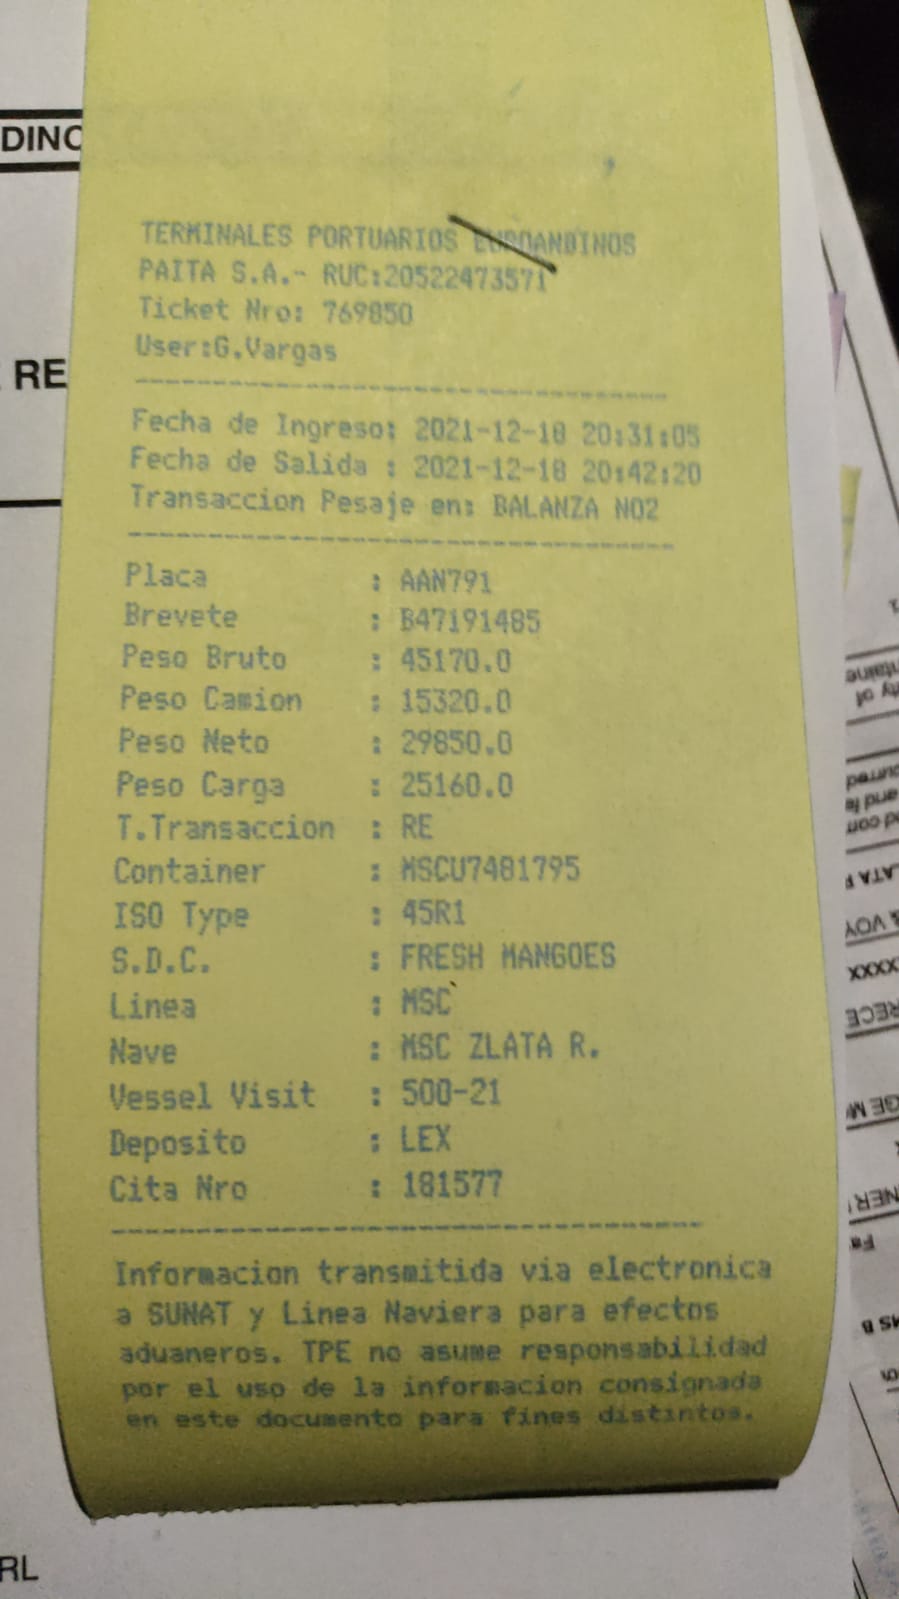 DINO
RE
TERMINALES PORTUARIOS EUROANDINOS
PAITA S.A.- RUC:20522473571
Ticket Nro: 769850
User:G.Vargas
--------------------------------------
Fecha de Ingreso: 2021-12-18 20:31:05
Fecha de Salida : 2021-12-18 20:42:20
Transaccion Pesaje en: BALANZA N02
--------------------------------------
Placa : AAN791
Brevete : B47191485
Peso Bruto : 45170.0
Peso Camion : 15320.0
Peso Neto : 29850.0
Peso Carga : 25160.0
T.Transaccion : RE
Container : MSCU7481795
ISO Type : 45R1
S.D.C. : FRESH MANGOES
Linea : MSC
Nave : MSC ZLATA R.
Vessel Visit : 500-21
Deposito : LEX
Cita Nro : 181577
--------------------------------------
Informacion transmitida via electronica
a SUNAT y Linea Naviera para efectos
aduaneros. TPE no asume responsabilidad
por el uso de la informacion consignada
en este documento para fines distintos.
RL